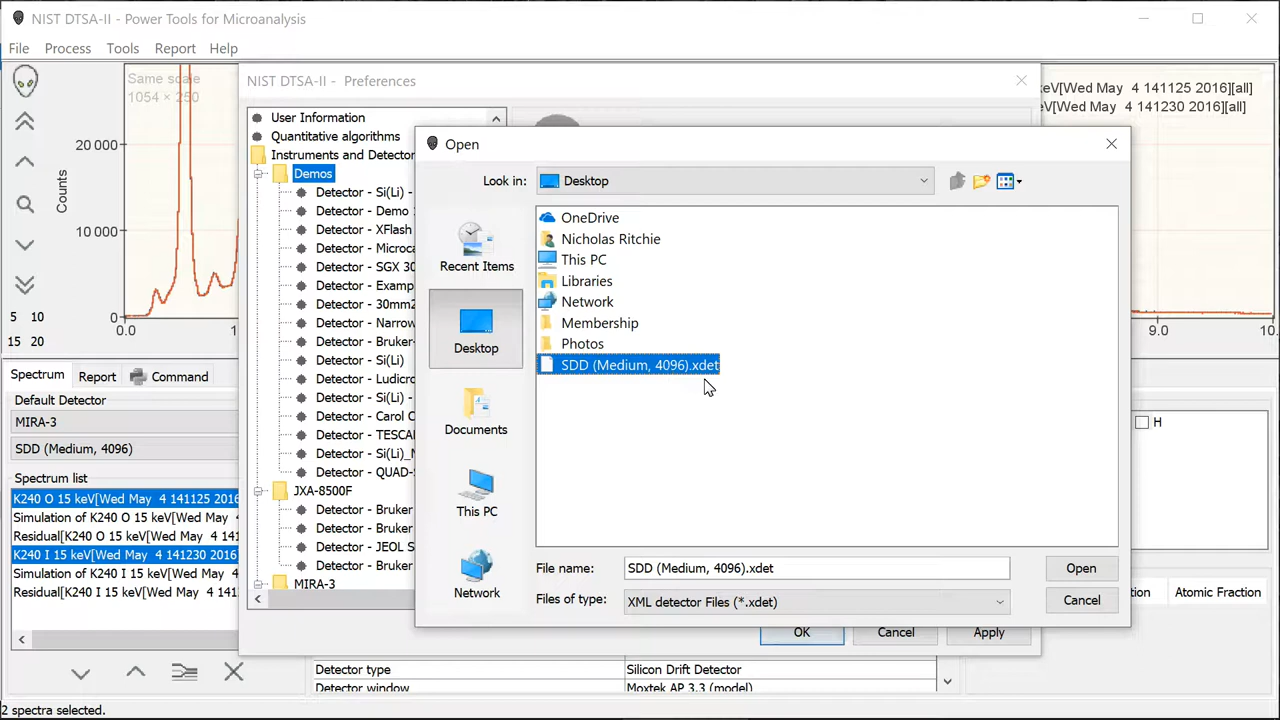 NIST DTSA-II - Power Tools for Microanalysis
File Process Tools Report Help
Same scale
1054 × 250
20 000
10 000
0
Counts
0.0
9.0
10
keV[Wed May 4 141125 2016][all]
keV[Wed May 4 141230 2016][all]
5 10
15 20
Spectrum Report Command
Default Detector
MIRA-3
SDD (Medium, 4096)
Spectrum list
K240 O 15 keV[Wed May 4 141125 2016
Simulation of K240 O 15 keV[Wed May 4
Residual[K240 O 15 keV[Wed May 4 141
K240 I 15 keV[Wed May 4 141230 2016]
Simulation of K240 I 15 keV[Wed May 4
Residual[K240 I 15 keV[Wed May 4 141
2 spectra selected.
NIST DTSA-II - Preferences
User Information
Quantitative algorithms
Instruments and Detector
Demos
Detector - Si(Li) -
Detector - Demo
Detector - XFlash
Detector - Microca
Detector - SGX 30
Detector - Examp
Detector - 30mm2
Detector - Narrow
Detector - Bruker
Detector - Si(Li)
Detector - Ludicro
Detector - Si(Li) -
Detector - Carol C
Detector - TESCA
Detector - Si(Li)_
Detector - QUAD-
JXA-8500F
Detector - Bruker
Detector - Bruker
Detector - JEOL S
Detector - Bruker
MIRA-3
OK Cancel Apply
Detector type Silicon Drift Detector
Detector window Moxtek AP 3.3 (model)
H
tion Atomic Fraction
Open
Look in: Desktop
Recent Items
Desktop
Documents
This PC
Network
OneDrive
Nicholas Ritchie
This PC
Libraries
Network
Membership
Photos
SDD (Medium, 4096).xdet
File name: SDD (Medium, 4096).xdet Open
Files of type: XML detector Files (*.xdet) Cancel